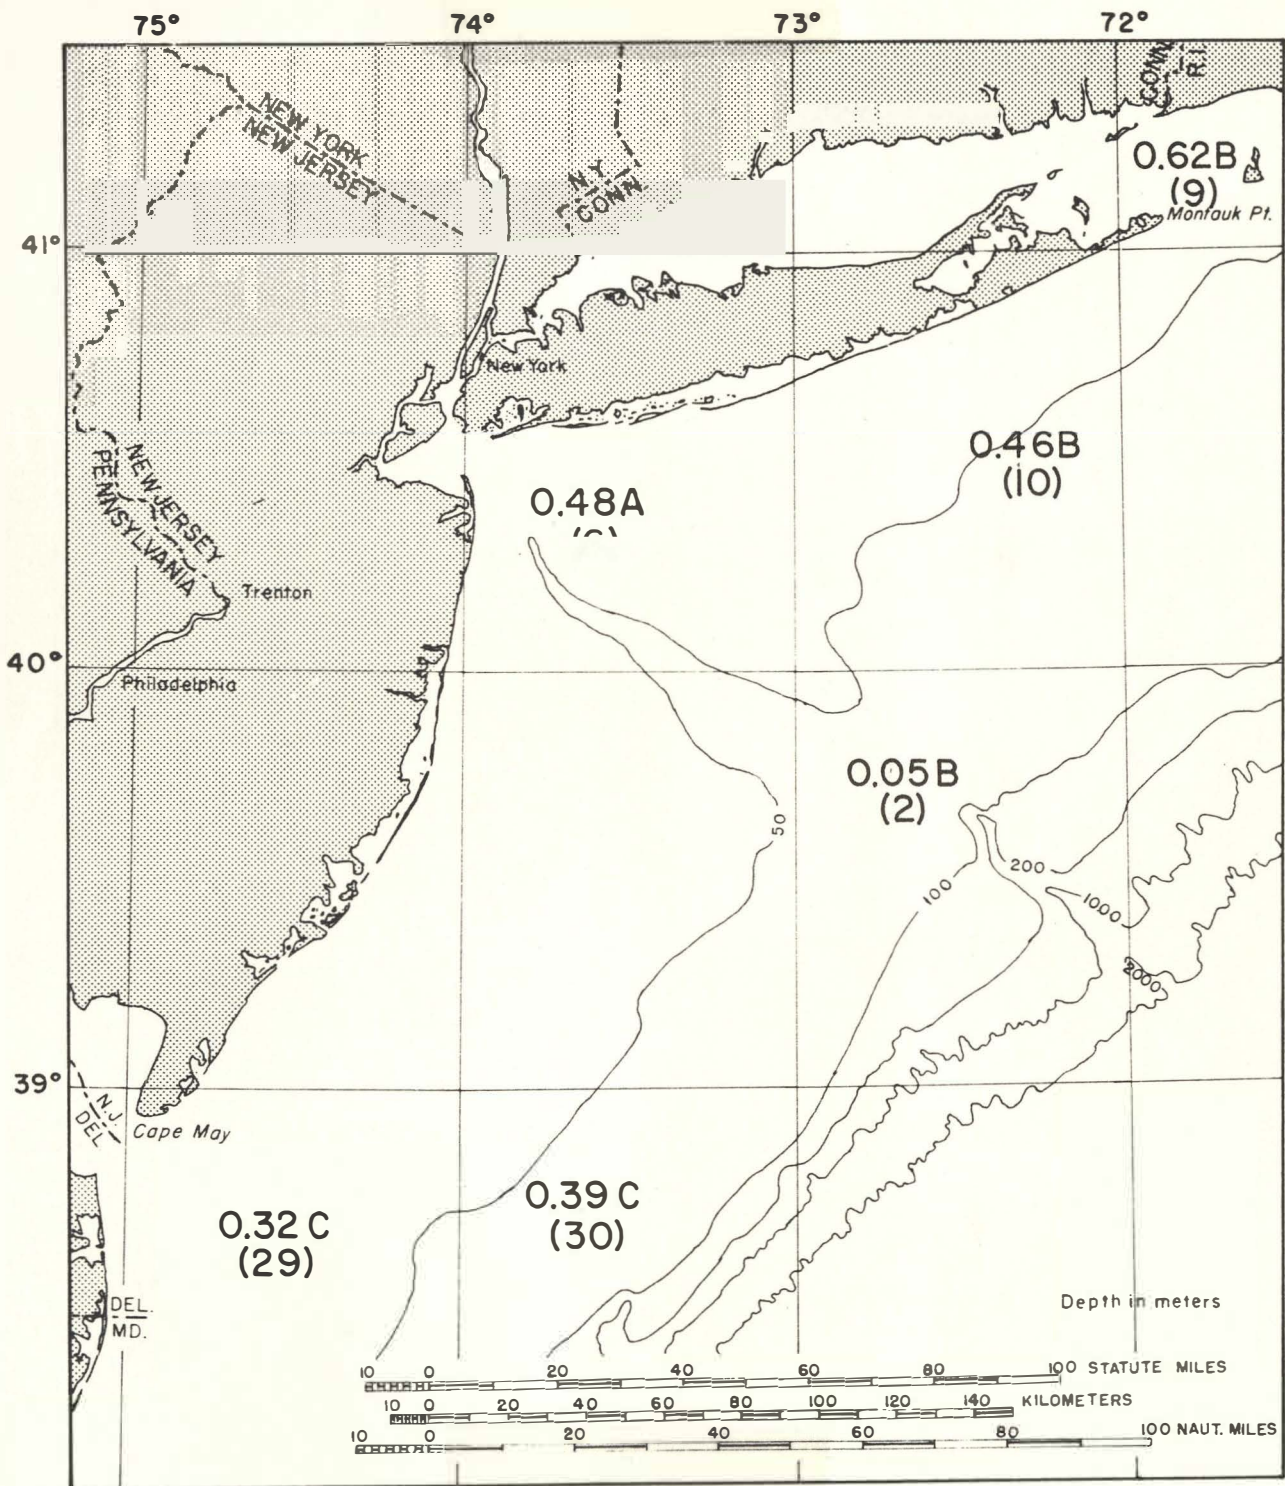 75° 74° 73° 72°
CONN.
R.I.
NEW YORK
NEW JERSEY
N.Y.
CONN.
0.62B
(9)
Montauk Pt.
41°
New York
0.46B
(10)
NEW JERSEY
PENNSYLVANIA
0.48A
Trenton
40°
Philadelphia
0.05B
(2)
50
100
200
1000
2000
39°
N.J.
DEL.
Cape May
0.39 C
(30)
0.32 C
(29)
DEL.
MD.
Depth in meters
10 0 20 40 60 80 100 STATUTE MILES
10 0 20 40 60 80 100 120 140 KILOMETERS
10 0 20 40 60 80 100 NAUT. MILES